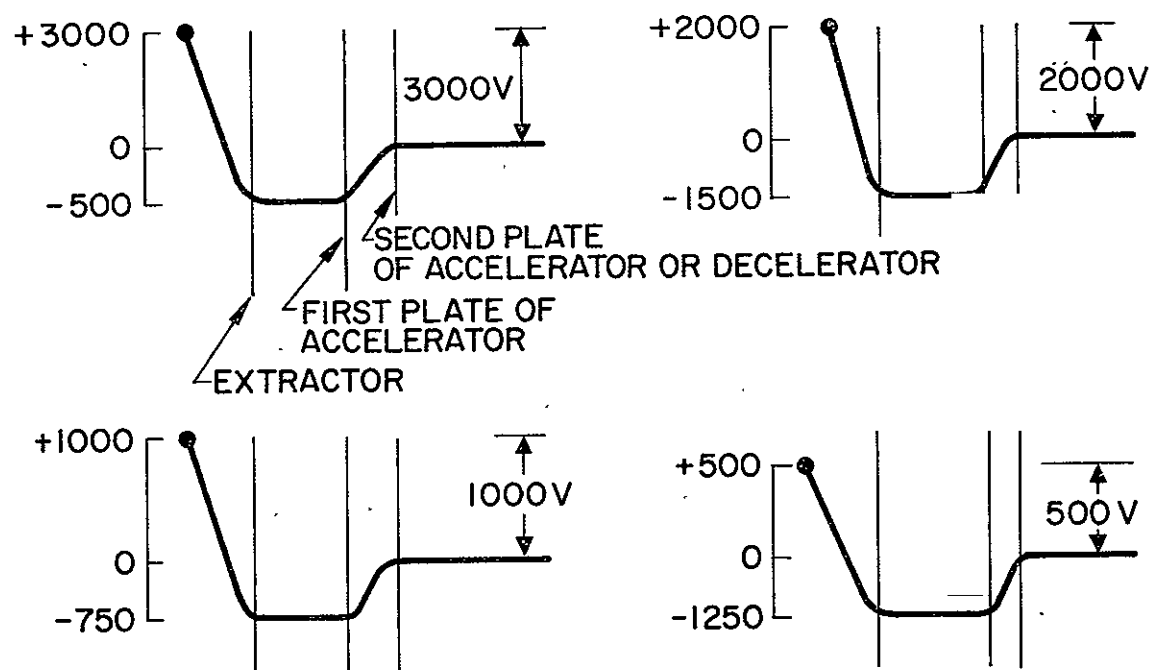 +3000
0
-500
3000V
SECOND PLATE
OF ACCELERATOR OR DECELERATOR
FIRST PLATE OF
ACCELERATOR
EXTRACTOR
+2000
0
-1500
2000V
+1000
0
-750
1000V
+500
0
-1250
500V